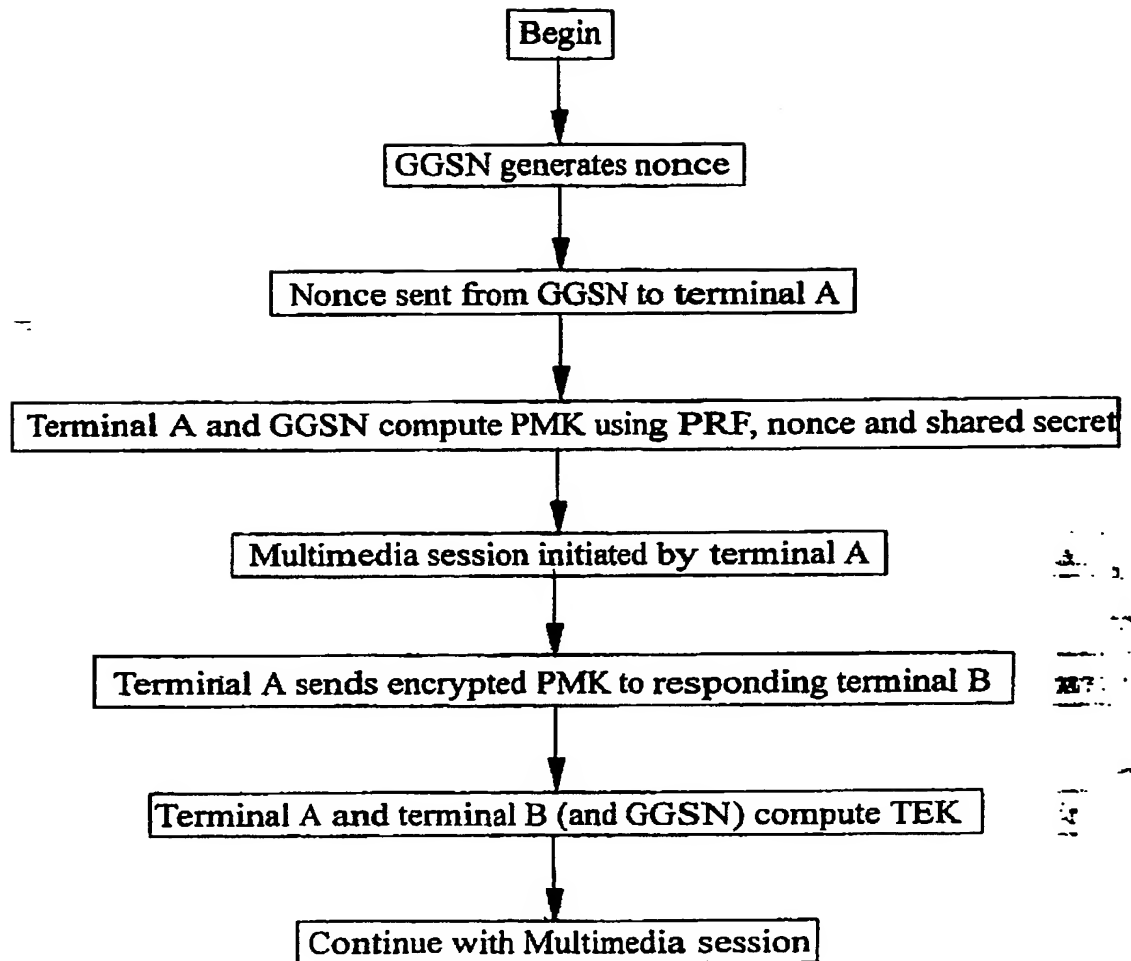 Begin
GGSN generates nonce
Nonce sent from GGSN to terminal A
Terminal A and GGSN compute PMK using PRF, nonce and shared secret
Multimedia session initiated by terminal A
Terminal A sends encrypted PMK to responding terminal B
Terminal A and terminal B (and GGSN) compute TEK
Continue with Multimedia session